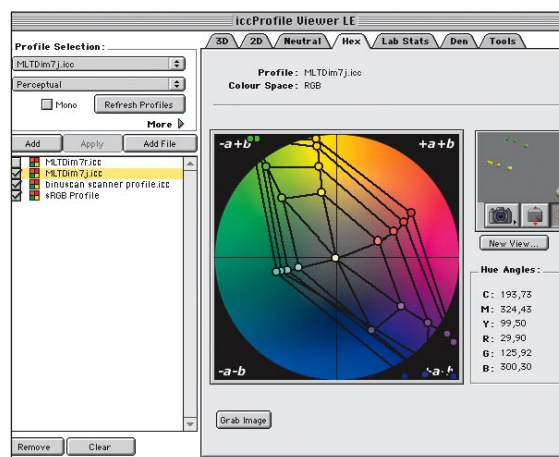 iccProfile Viewer LE
Profile Selection:
MLTDim7j.icc
Perceptual
Mono
Refresh Profiles
More
Add
Apply
Add File
MLTDim7r.icc
MLTDim7j.icc
binuscan scanner profile.icc
sRGB Profile
Remove
Clear
3D
2D
Neutral
Hex
Lab Stats
Den
Tools
Profile: MLTDim7j.icc
Colour Space: RGB
-a+b
+a+b
-a-b
+a-b
Grab Image
New View...
Hue Angles:
C: 193,73
M: 324,43
Y: 99,50
R: 29,90
G: 125,92
B: 300,30